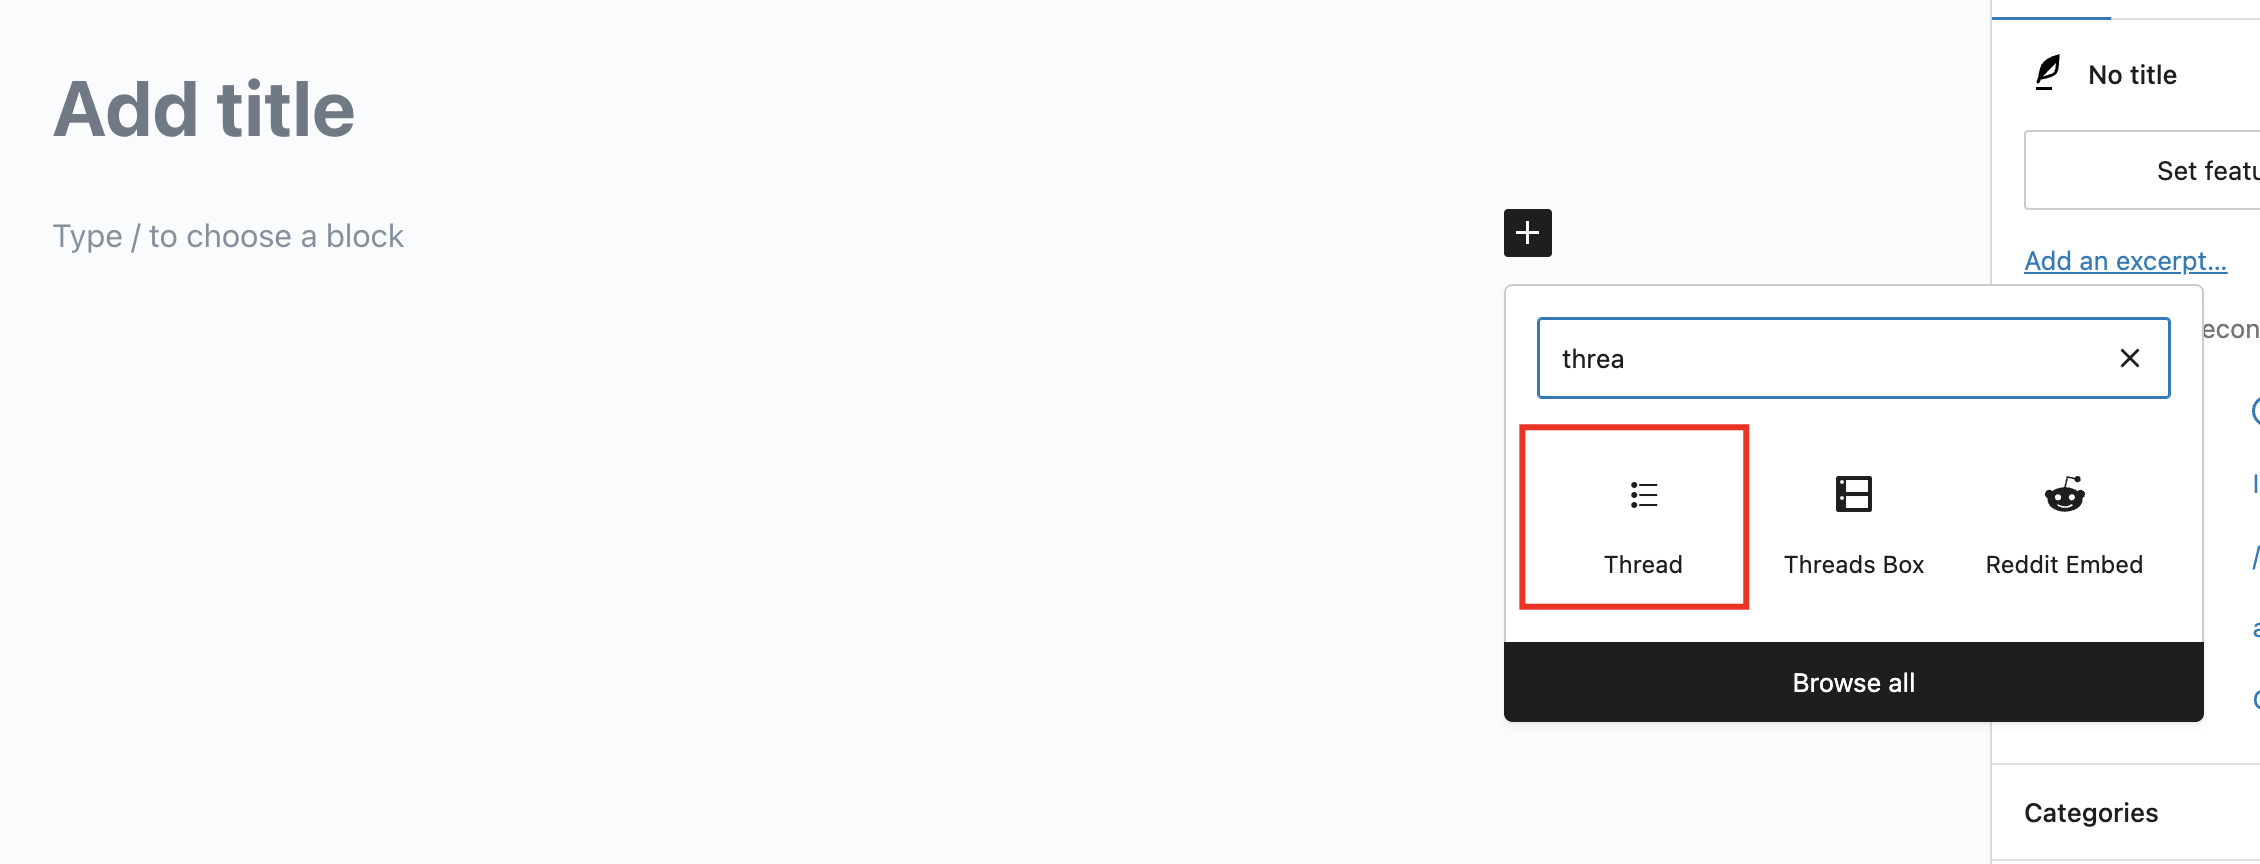 Add title
Type / to choose a block
threa
Thread
Threads Box
Reddit Embed
Browse all
No title
Set featu
Add an excerpt...
econ
Categories